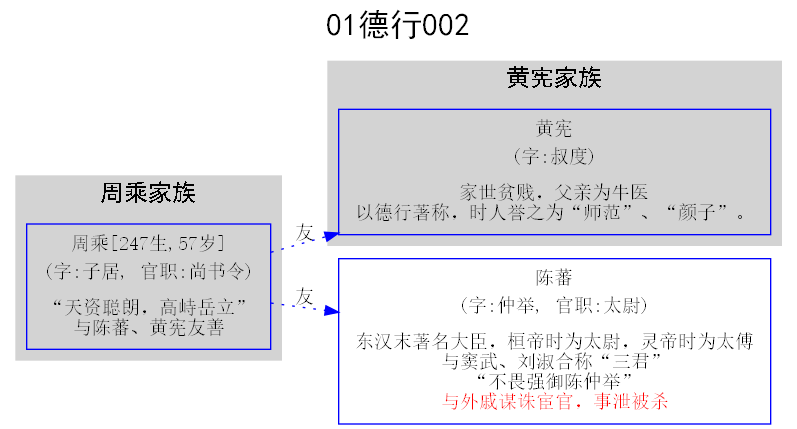 01德行002
黄宪家族
黄宪
(字:叔度)
家世贫贱，父亲为牛医
以德行著称，时人誉之为“师范”、“颜子”。
周乘家族
周乘[247生,57岁]
(字:子居, 官职:尚书令)
“天资聪朗，高峙岳立”
与陈蕃、黄宪友善
友
友
陈蕃
(字:仲举, 官职:太尉)
东汉末著名大臣，桓帝时为太尉，灵帝时为太傅
与窦武、刘淑合称“三君”
“不畏强御陈仲举”
与外戚谋诛宦官，事泄被杀